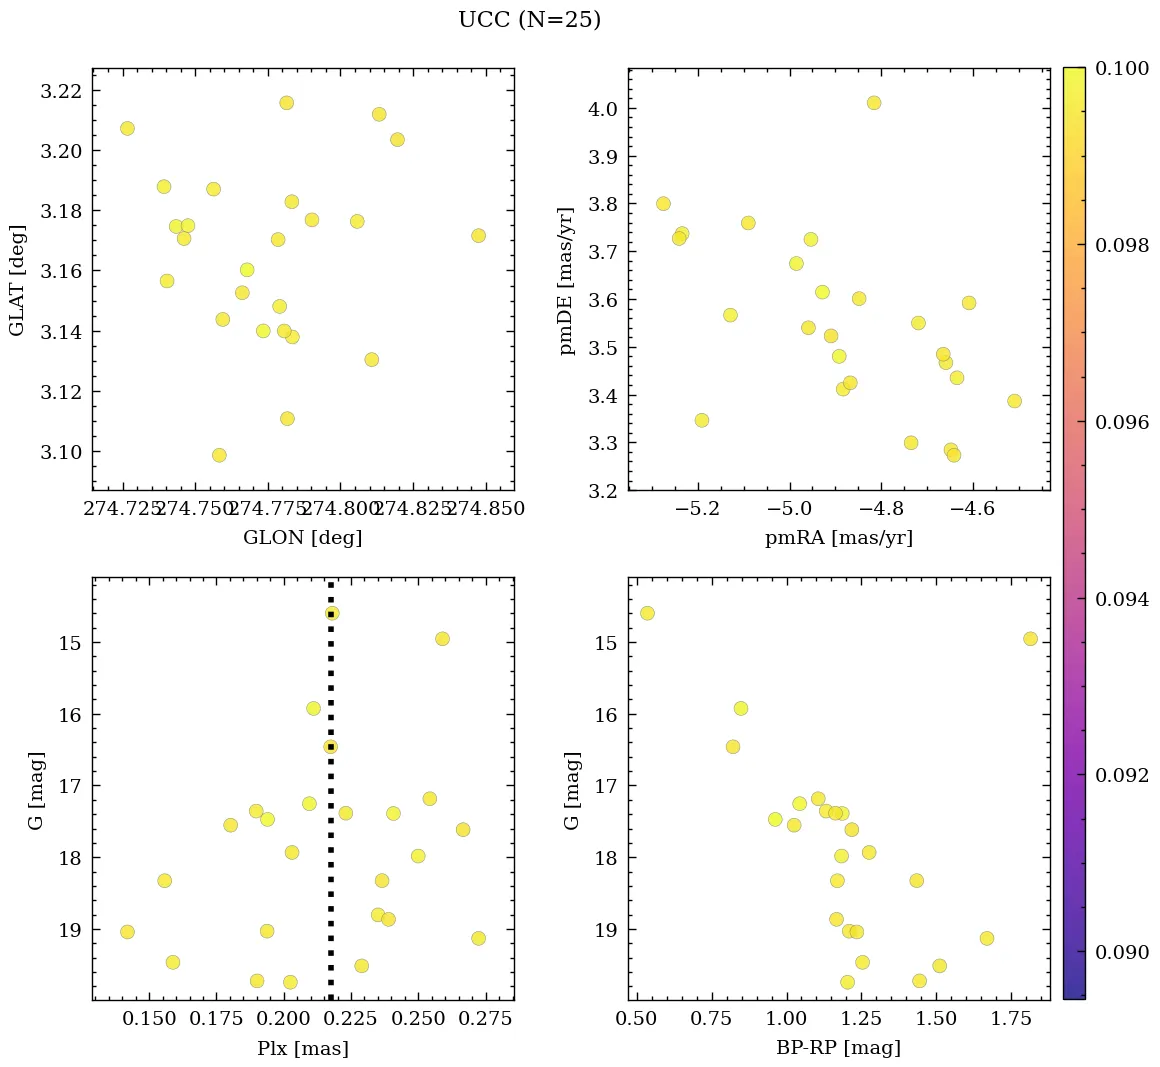 UCC (N=25)
3.22
3.20
3.18
3.16
3.14
3.12
3.10
GLAT [deg]
274.725 274.750 274.775 274.800 274.825 274.850
GLON [deg]
4.0
3.9
3.8
3.7
3.6
3.5
3.4
3.3
3.2
pmDE [mas/yr]
−5.2 −5.0 −4.8 −4.6
pmRA [mas/yr]
15
16
17
18
19
G [mag]
0.150 0.175 0.200 0.225 0.250 0.275
Plx [mas]
15
16
17
18
19
G [mag]
0.50 0.75 1.00 1.25 1.50 1.75
BP-RP [mag]
0.100
0.098
0.096
0.094
0.092
0.090